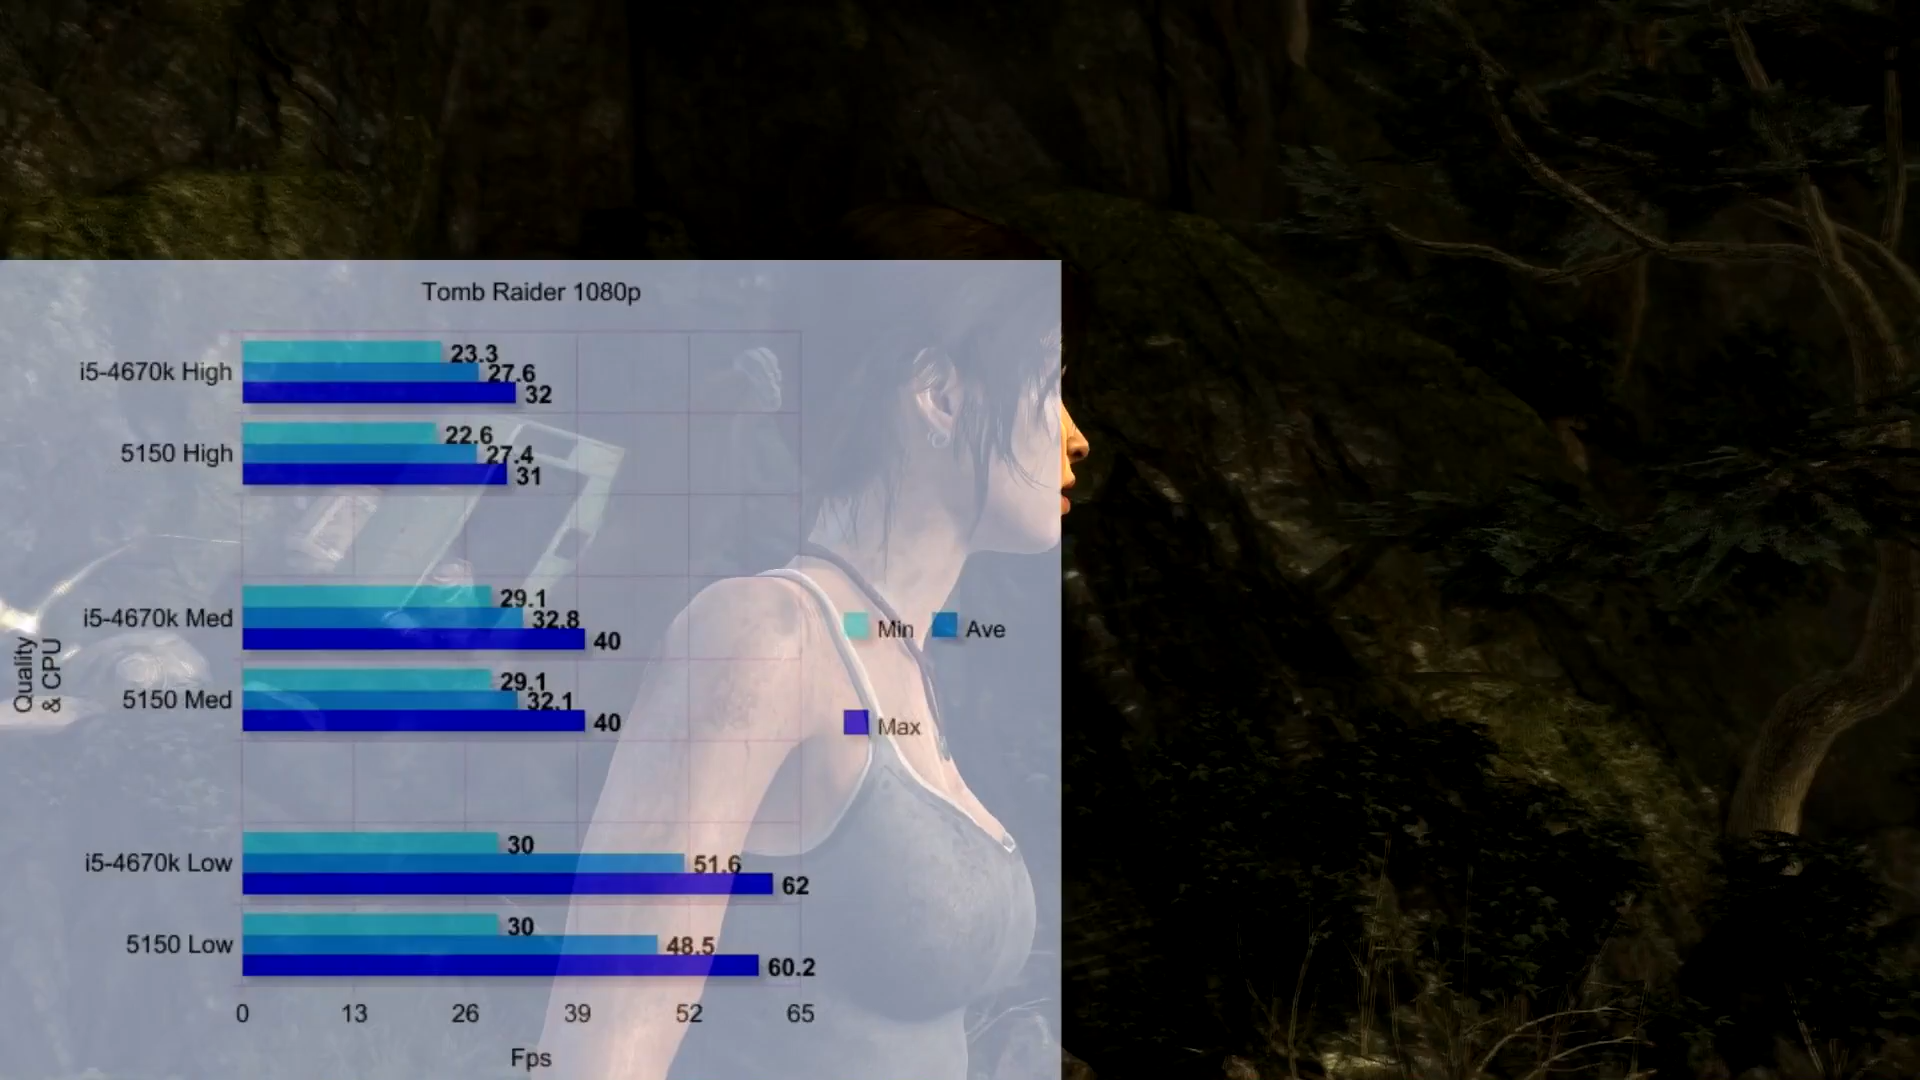 Tomb Raider 1080p
i5-4670k High
23.3
27.6
32
5150 High
22.6
27.4
31
i5-4670k Med
29.1
32.8
40
5150 Med
29.1
32.1
40
i5-4670k Low
30
51.6
62
5150 Low
30
48.5
60.2
Quality
& CPU
Min Ave
Max
0 13 26 39 52 65
Fps